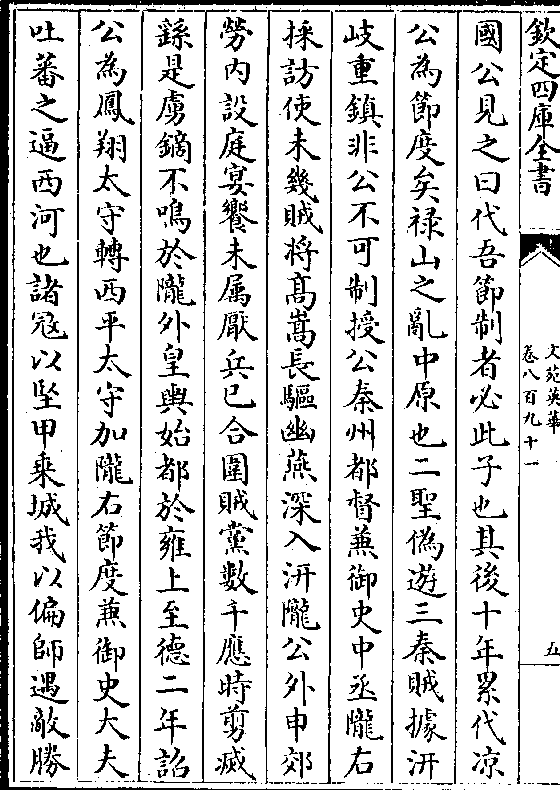 欽定四庫全書
文苑英華
卷八百九十一
五
國公見之曰代吾節制者必此子也其後十年累代凉
公為節度矣禄山之亂中原也二聖僞遊三秦賊據汧
岐重鎮非公不可制授公秦州都督兼御史中丞隴右
採訪使未幾賊将髙嵩長驅幽燕深入汧隴公外申郊
勞内設庭宴饗未属厭兵已合圍賊黨數千應時剪滅
繇是虜鏑不鳴於隴外皇輿始都於雍上至德二年詔
公為鳳翔太守轉西平太守加隴右節度兼御史大夫
吐蕃之逼西河也諸冦以堅甲乗城我以偏師遇敵勝